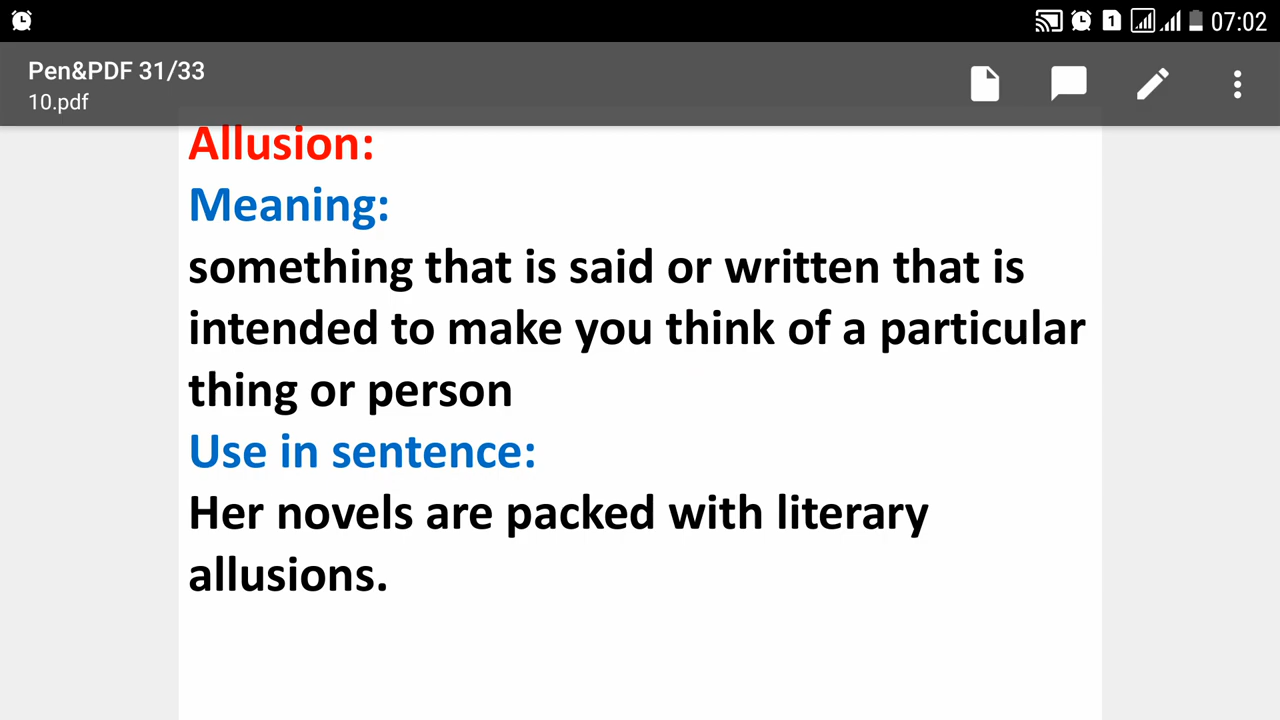 1 07:02
Pen&PDF 31/33
10.pdf
Allusion:
Meaning:
something that is said or written that is
intended to make you think of a particular
thing or person
Use in sentence:
Her novels are packed with literary
allusions.